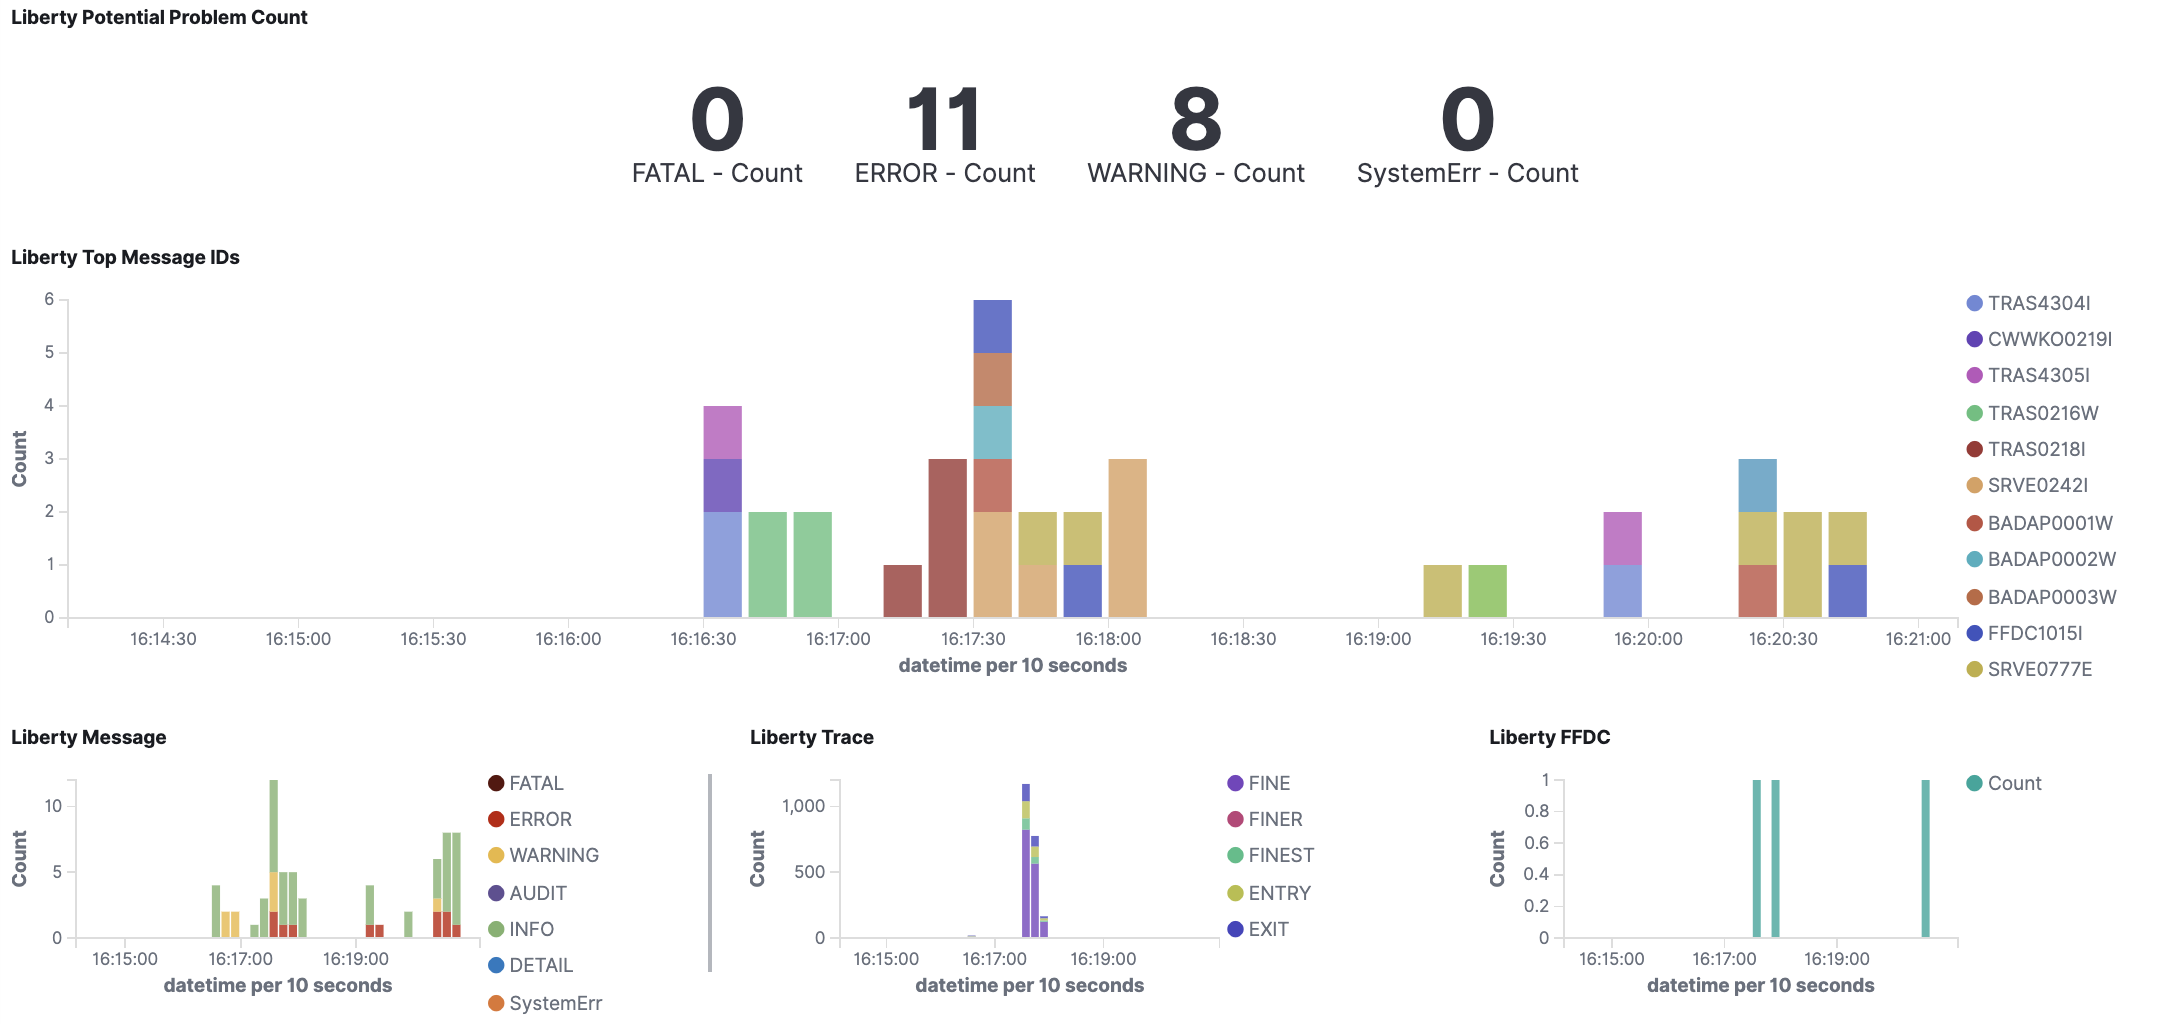 Liberty Potential Problem Count
0 11 8 0
FATAL - Count ERROR - Count WARNING - Count SystemErr - Count
Liberty Top Message IDs
6
5
4
3
2
1
0
Count
16:14:30 16:15:00 16:15:30 16:16:00 16:16:30 16:17:00 16:17:30 16:18:00 16:18:30 16:19:00 16:19:30 16:20:00 16:20:30 16:21:00
datetime per 10 seconds
TRAS4304I
CWWKO0219I
TRAS4305I
TRAS0216W
TRAS0218I
SRVE0242I
BADAP0001W
BADAP0002W
BADAP0003W
FFDC1015I
SRVE0777E
Liberty Message
10
5
0
Count
16:15:00 16:17:00 16:19:00
datetime per 10 seconds
FATAL
ERROR
WARNING
AUDIT
INFO
DETAIL
SystemErr
Liberty Trace
1,000
500
0
Count
16:15:00 16:17:00 16:19:00
datetime per 10 seconds
FINE
FINER
FINEST
ENTRY
EXIT
Liberty FFDC
1
0.8
0.6
0.4
0.2
0
Count
16:15:00 16:17:00 16:19:00
datetime per 10 seconds
Count